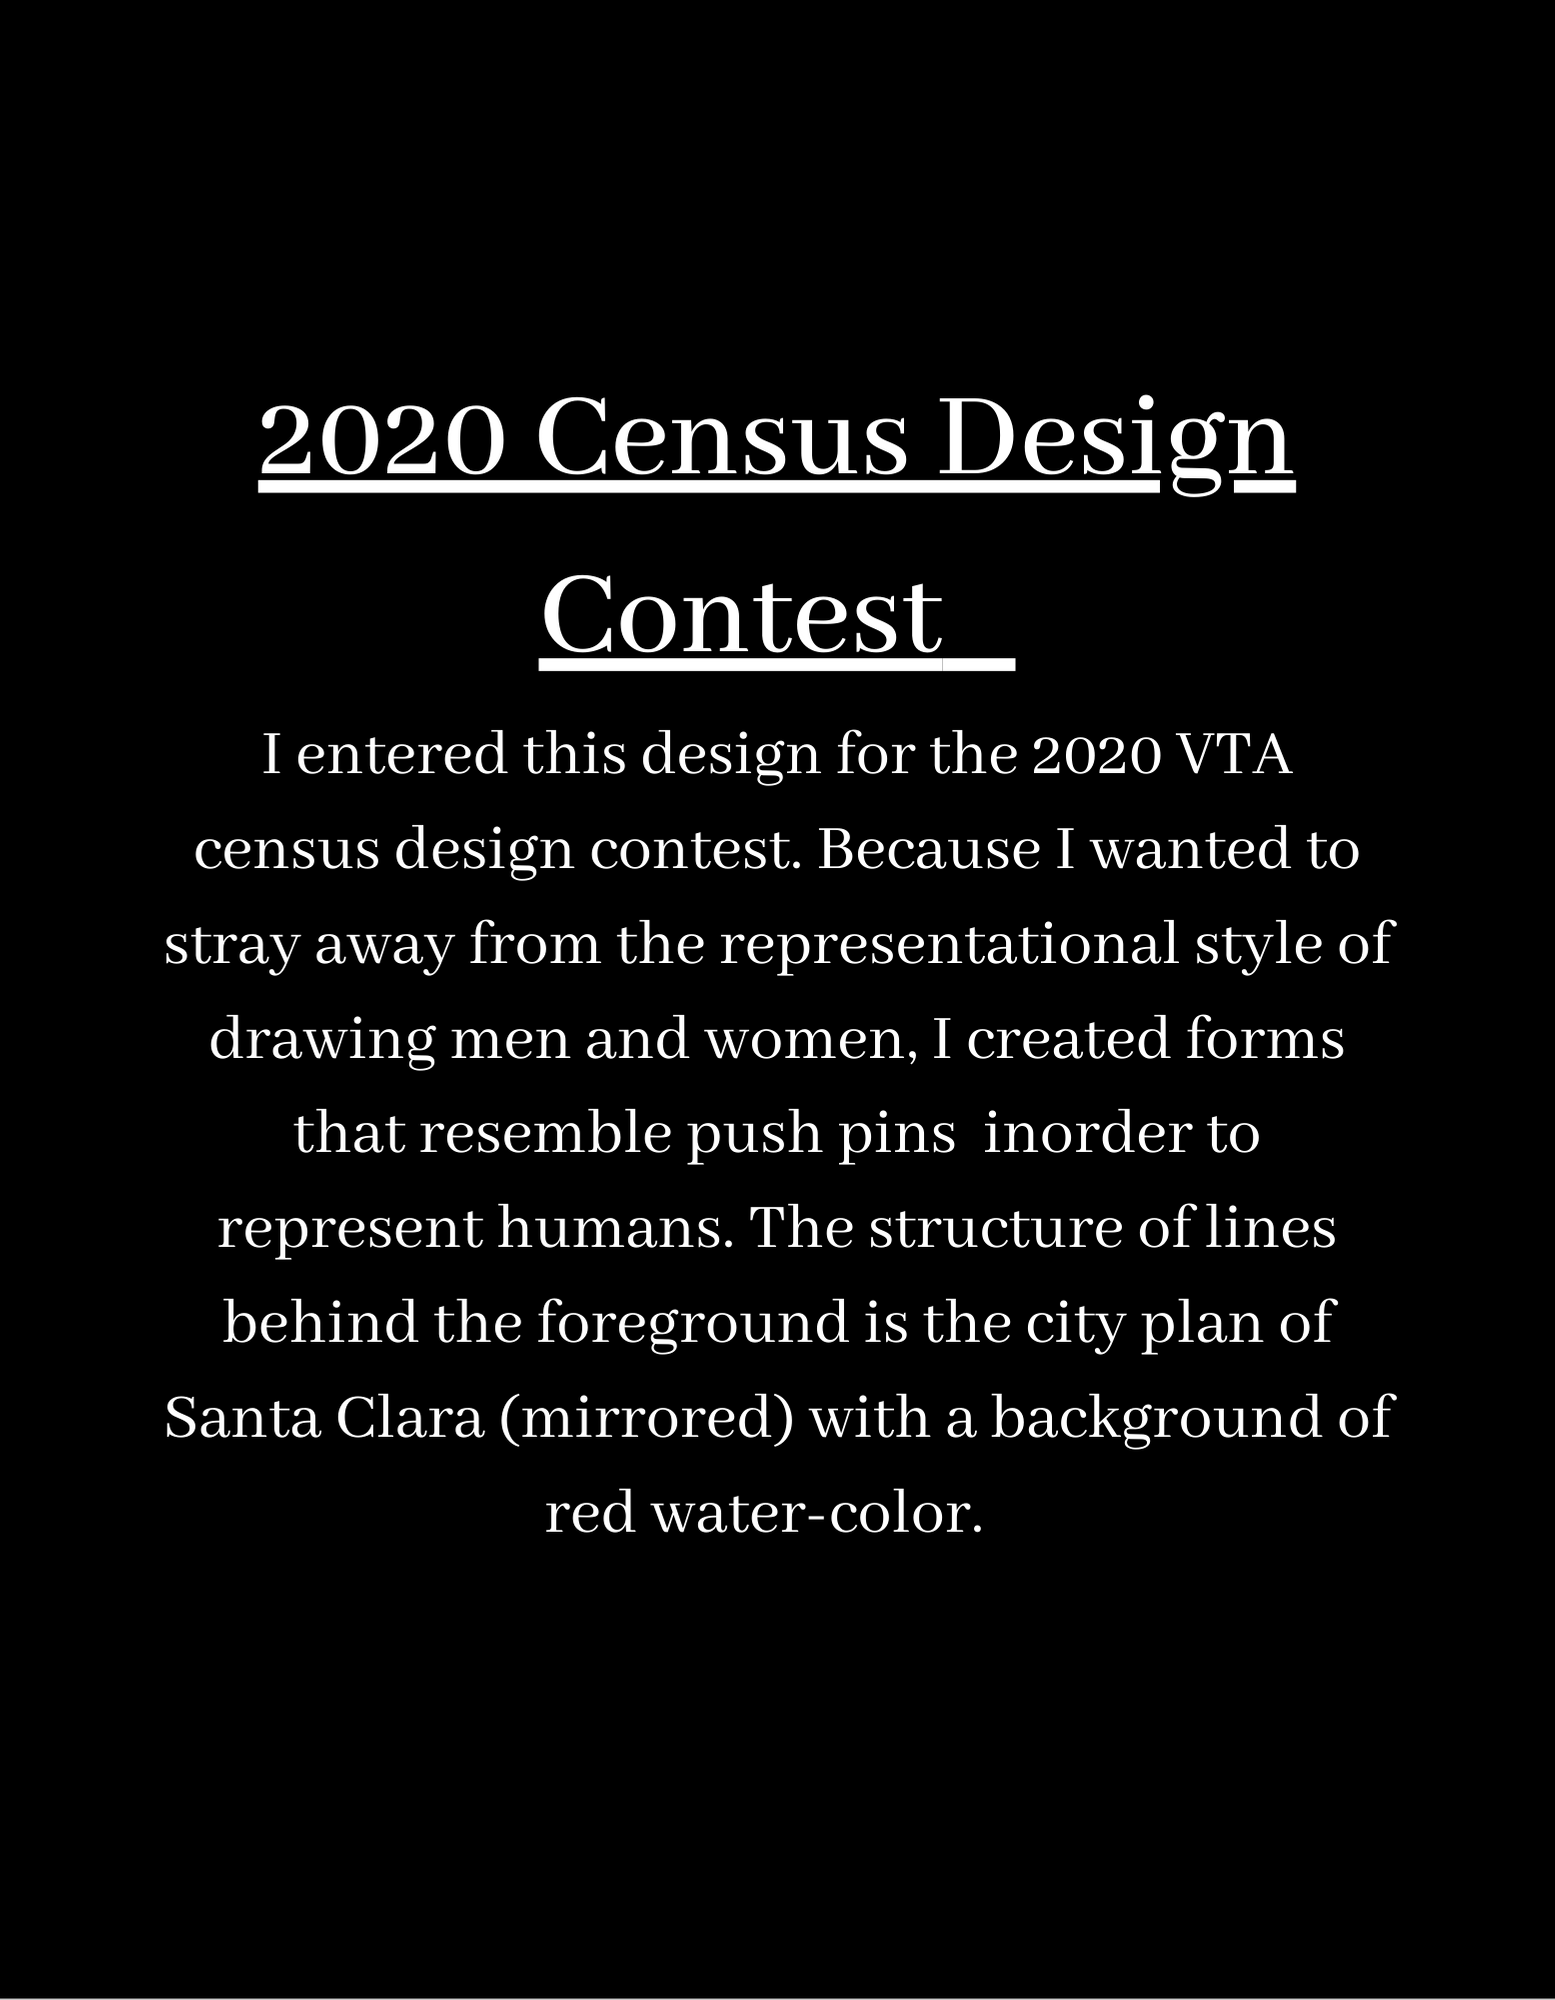 2020 Census Design
Contest
I entered this design for the 2020 VTA
census design contest. Because I wanted to
stray away from the representational style of
drawing men and women, I created forms
that resemble push pins  inorder to
represent humans. The structure of lines
behind the foreground is the city plan of
Santa Clara (mirrored) with a background of
red water-color.